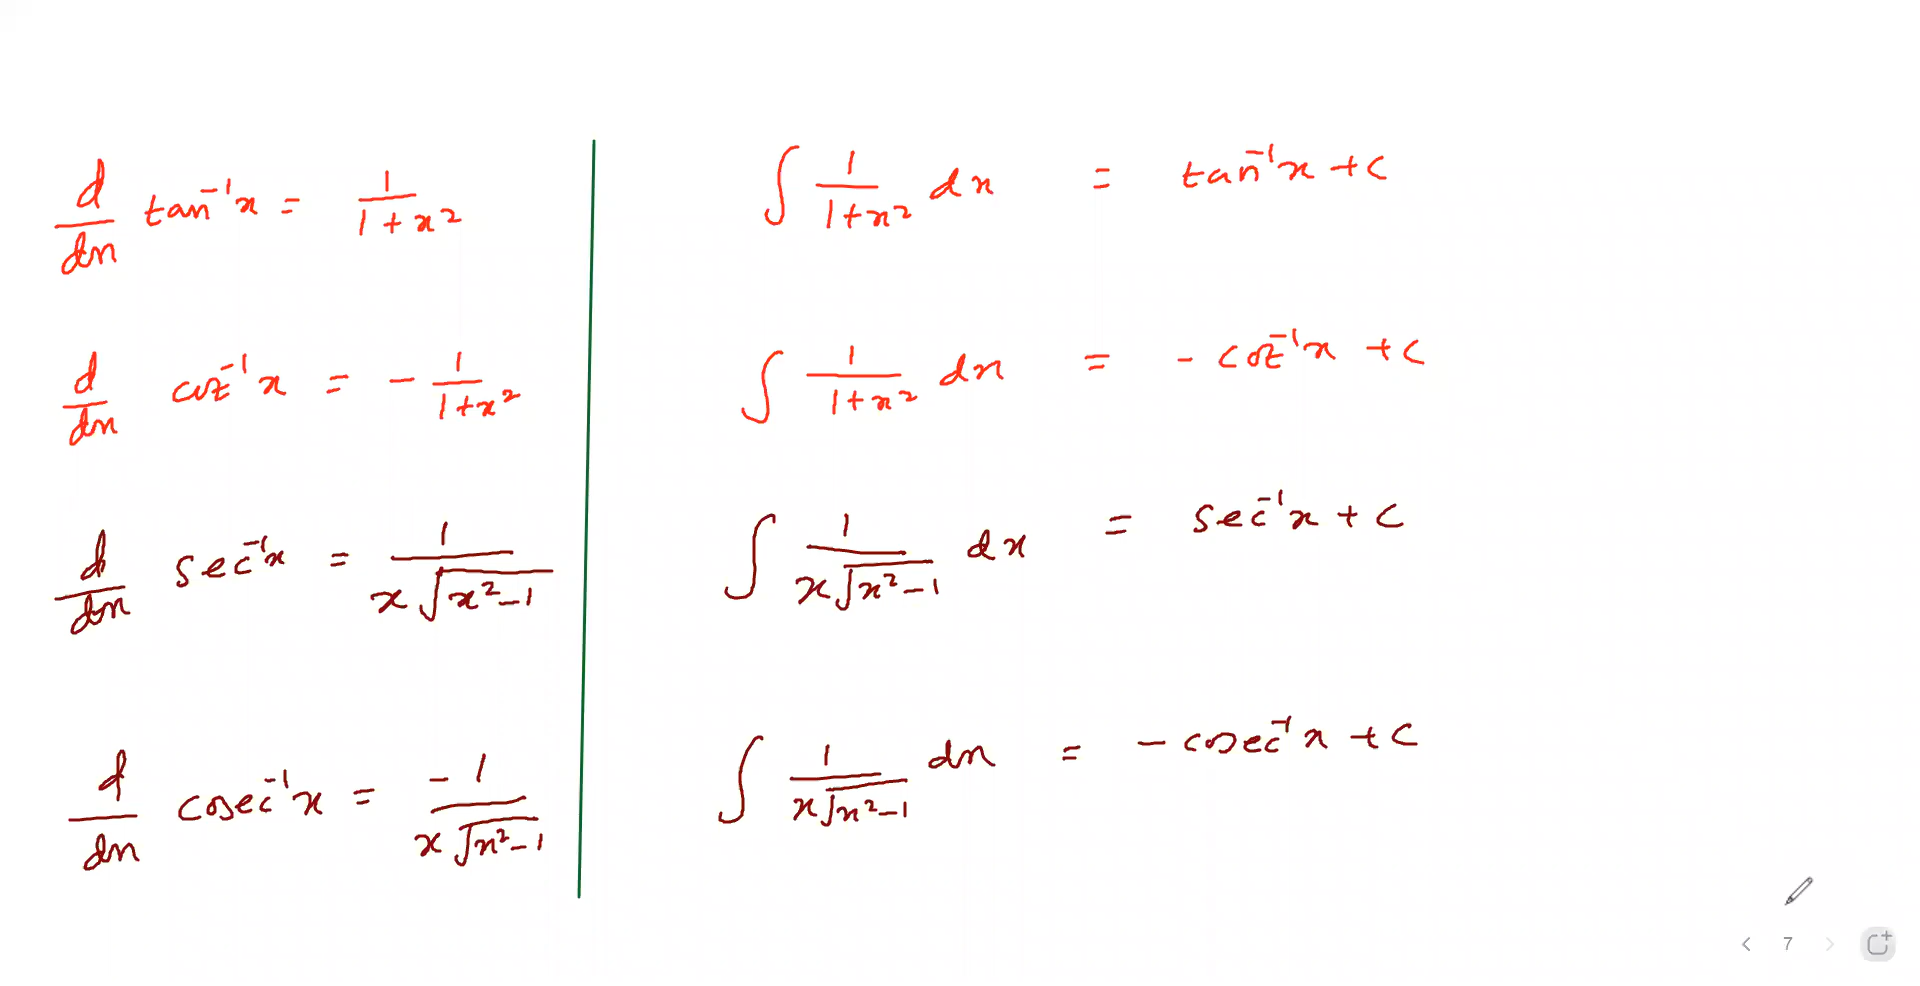 d/dx tan⁻¹x = 1/(1+x²)
∫ 1/(1+x²) dx = tan⁻¹x + c
d/dx cot⁻¹x = - 1/(1+x²)
∫ 1/(1+x²) dx = - cot⁻¹x + c
d/dx sec⁻¹x = 1/(x√(x²-1))
∫ 1/(x√(x²-1)) dx = sec⁻¹x + c
d/dx cosec⁻¹x = -1/(x√(x²-1))
∫ 1/(x√(x²-1)) dx = - cosec⁻¹x + c
< 7 >